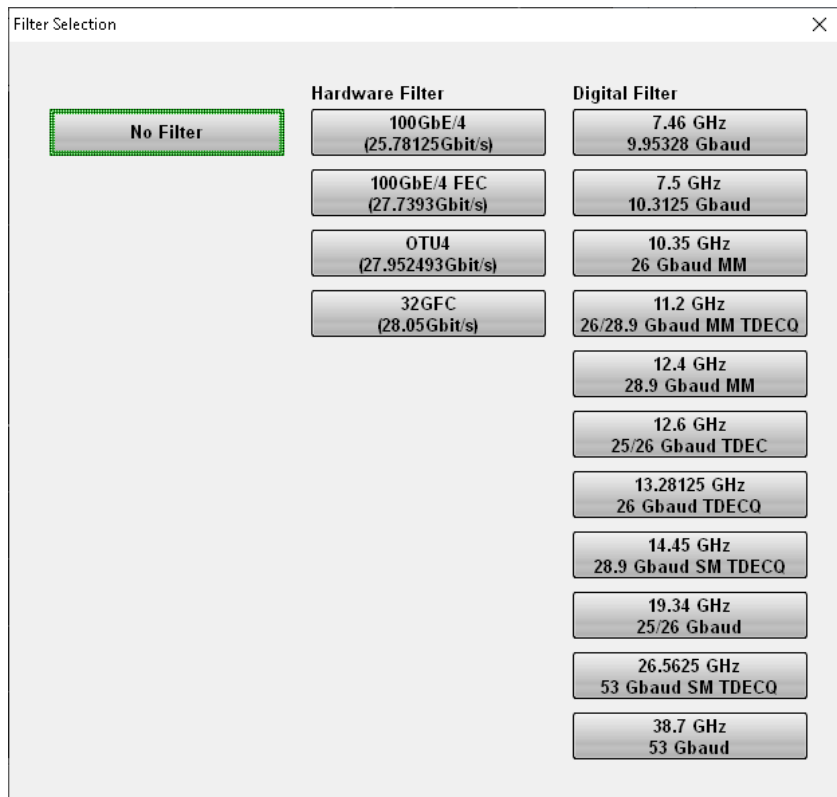 Filter Selection
No Filter
Hardware Filter
100GbE/4
(25.78125Gbit/s)
100GbE/4 FEC
(27.7393Gbit/s)
OTU4
(27.952493Gbit/s)
32GFC
(28.05Gbit/s)
Digital Filter
7.46 GHz
9.95328 Gbaud
7.5 GHz
10.3125 Gbaud
10.35 GHz
26 Gbaud MM
11.2 GHz
26/28.9 Gbaud MM TDECQ
12.4 GHz
28.9 Gbaud MM
12.6 GHz
25/26 Gbaud TDEC
13.28125 GHz
26 Gbaud TDECQ
14.45 GHz
28.9 Gbaud SM TDECQ
19.34 GHz
25/26 Gbaud
26.5625 GHz
53 Gbaud SM TDECQ
38.7 GHz
53 Gbaud